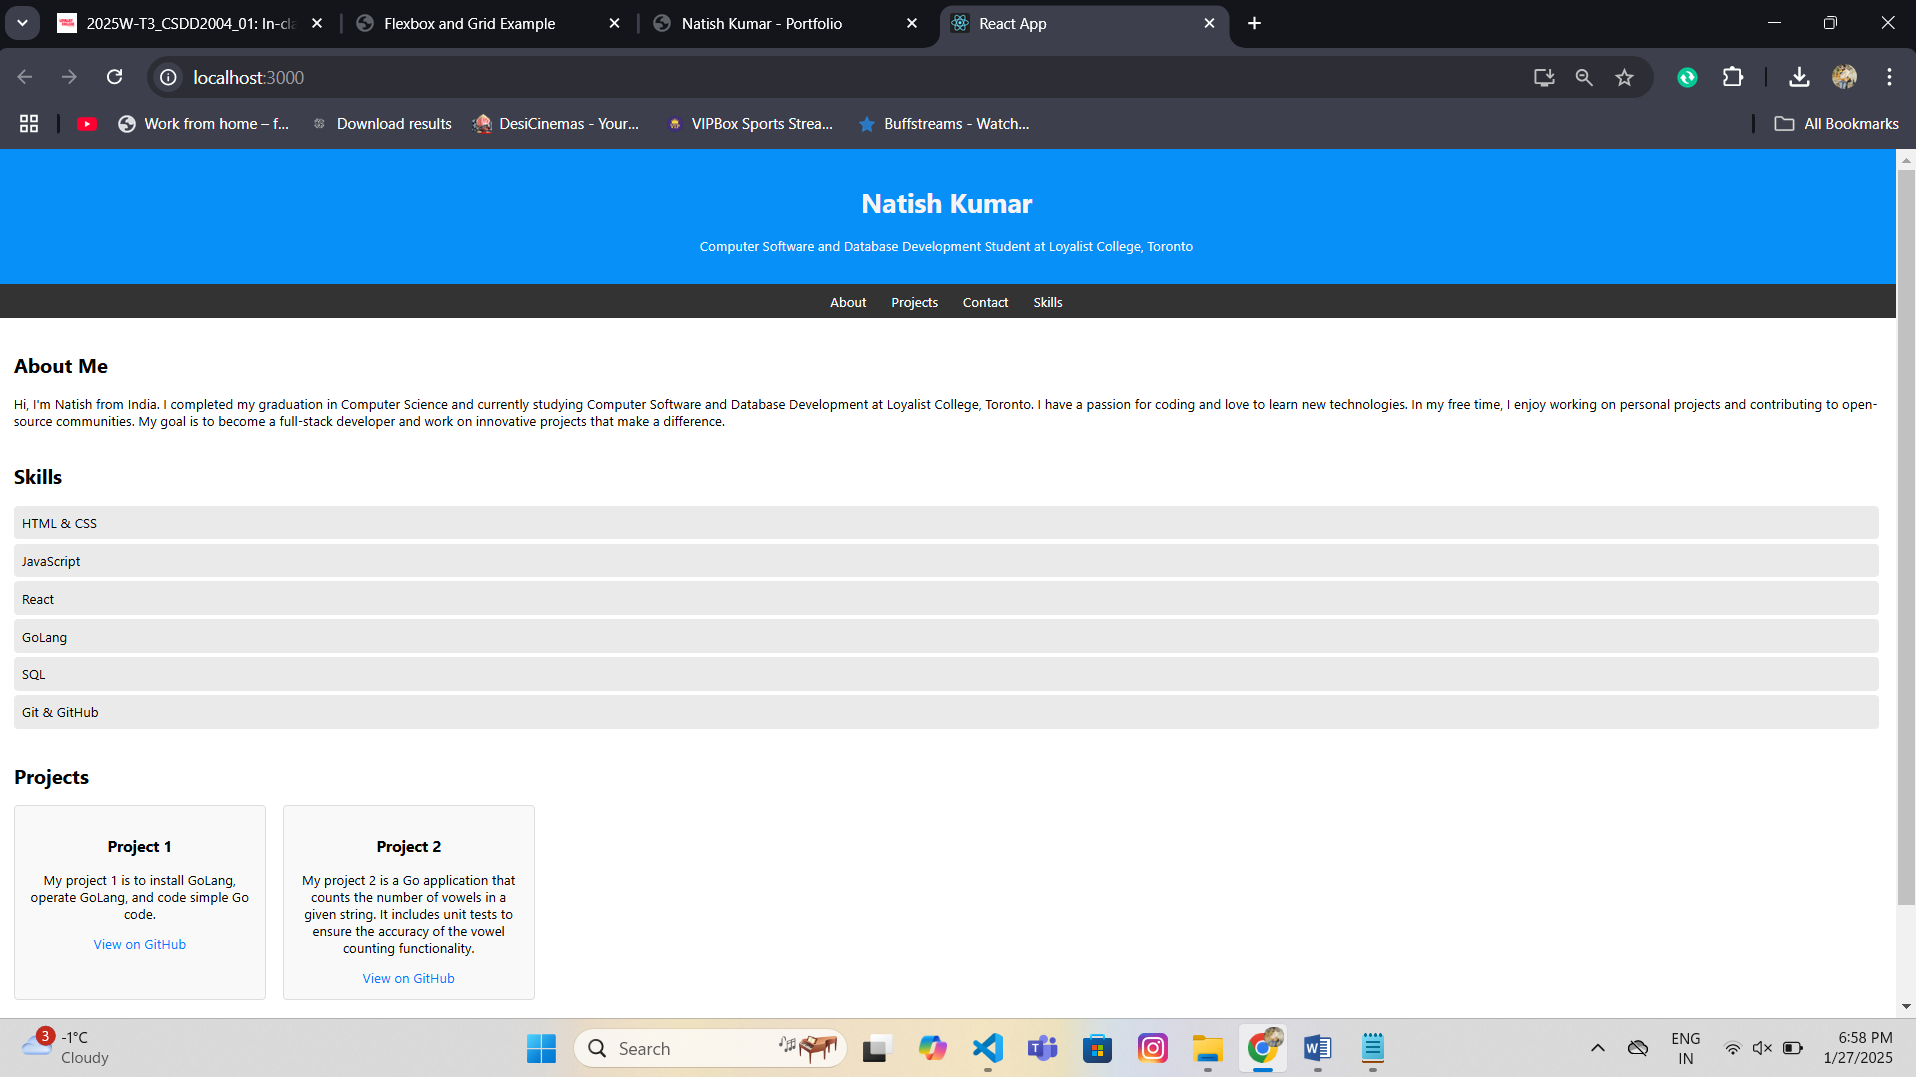 2025W-T3_CSDD2004_01: In-cla
Flexbox and Grid Example
Natish Kumar - Portfolio
React App
localhost:3000
Work from home – f...
Download results
DesiCinemas - Your...
VIPBox Sports Strea...
Buffstreams - Watch...
All Bookmarks
Natish Kumar
Computer Software and Database Development Student at Loyalist College, Toronto
About Projects Contact Skills
About Me
Hi, I'm Natish from India. I completed my graduation in Computer Science and currently studying Computer Software and Database Development at Loyalist College, Toronto. I have a passion for coding and love to learn new technologies. In my free time, I enjoy working on personal projects and contributing to open-
source communities. My goal is to become a full-stack developer and work on innovative projects that make a difference.
Skills
HTML & CSS
JavaScript
React
GoLang
SQL
Git & GitHub
Projects
Project 1
My project 1 is to install GoLang,
operate GoLang, and code simple Go
code.
View on GitHub
Project 2
My project 2 is a Go application that
counts the number of vowels in a
given string. It includes unit tests to
ensure the accuracy of the vowel
counting functionality.
View on GitHub
3
-1°C
Cloudy
Search
ENG
IN
6:58 PM
1/27/2025